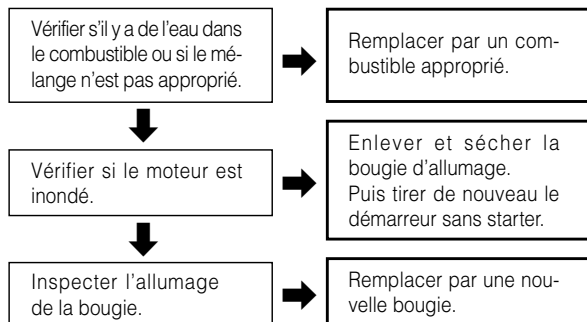 Vérifier s'il y a de l'eau dans
le combustible ou si le mé-
lange n'est pas approprié.
Remplacer par un com-
bustible approprié.
Vérifier si le moteur est
inondé.
Enlever et sécher la
bougie d'allumage.
Puis tirer de nouveau le
démarreur sans starter.
Inspecter l'allumage
de la bougie.
Remplacer par une nou-
velle bougie.